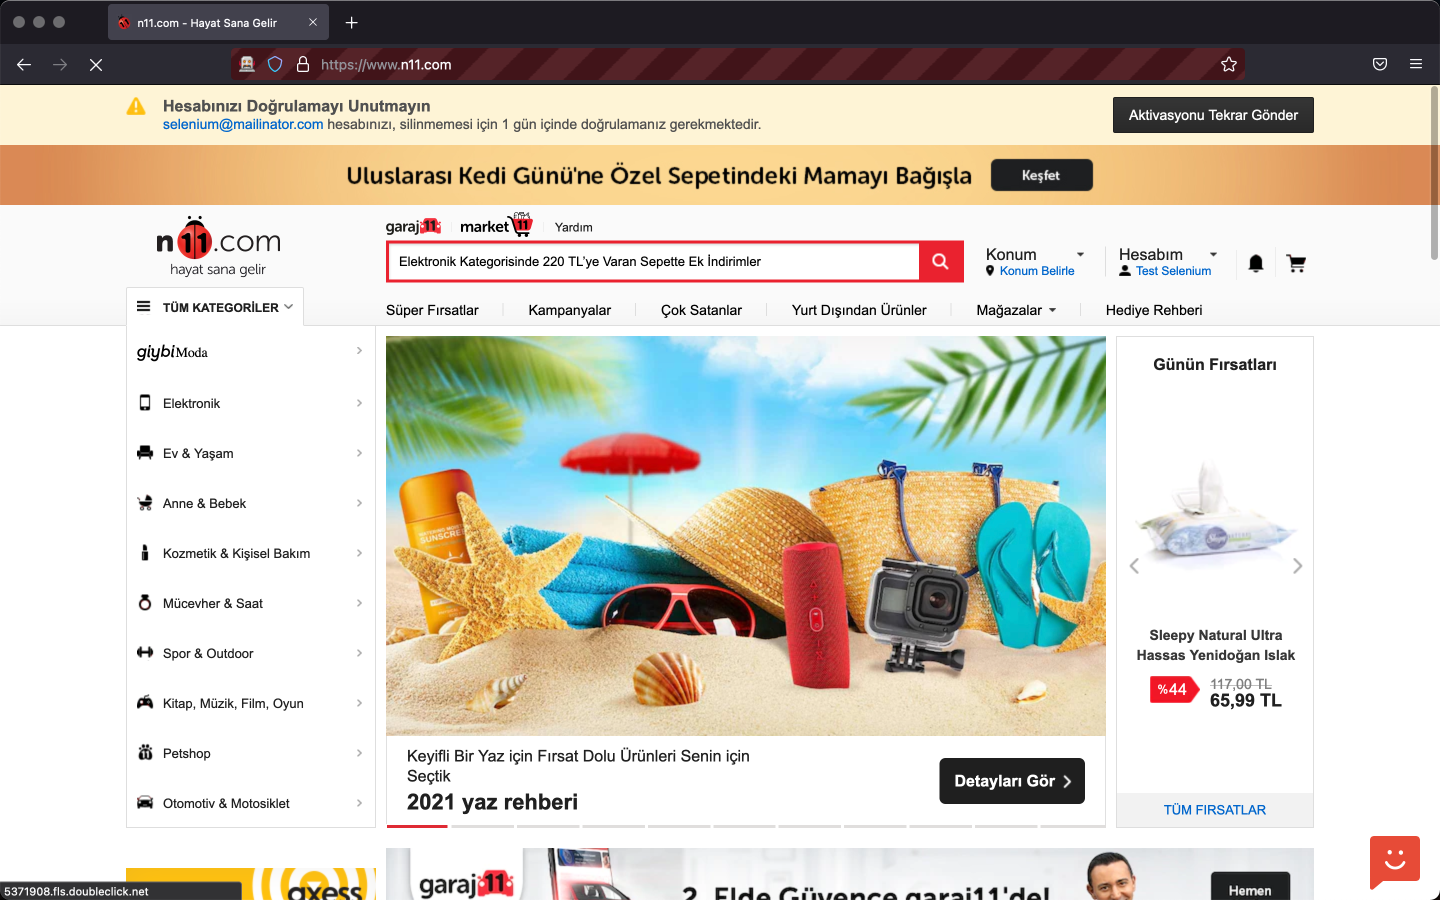 n11.com - Hayat Sana Gelir
https://www.n11.com
Hesabınızı Doğrulamayı Unutmayın
selenium@mailinator.com hesabınızı, silinmemesi için 1 gün içinde doğrulamanız gerekmektedir.
Aktivasyonu Tekrar Gönder
Uluslarası Kedi Günü'ne Özel Sepetindeki Mamayı Bağışla
Keşfet
n11.com
hayat sana gelir
garaj11
market11
Yardım
Elektronik Kategorisinde 220 TL'ye Varan Sepette Ek İndirimler
Konum
Konum Belirle
Hesabım
Test Selenium
TÜM KATEGORİLER
Süper Fırsatlar
Kampanyalar
Çok Satanlar
Yurt Dışından Ürünler
Mağazalar
Hediye Rehberi
giybiModa
Elektronik
Ev & Yaşam
Anne & Bebek
Kozmetik & Kişisel Bakım
Mücevher & Saat
Spor & Outdoor
Kitap, Müzik, Film, Oyun
Petshop
Otomotiv & Motosiklet
SUNSCREEN
Keyifli Bir Yaz için Fırsat Dolu Ürünleri Senin için
Seçtik
2021 yaz rehberi
Detayları Gör
Günün Fırsatları
Sleepy
Sleepy Natural Ultra
Hassas Yenidoğan Islak
%44
117,00 TL
65,99 TL
TÜM FIRSATLAR
axess
garaj11
2. Elde Güvence garaj11'de!
Hemen
5371908.fls.doubleclick.net